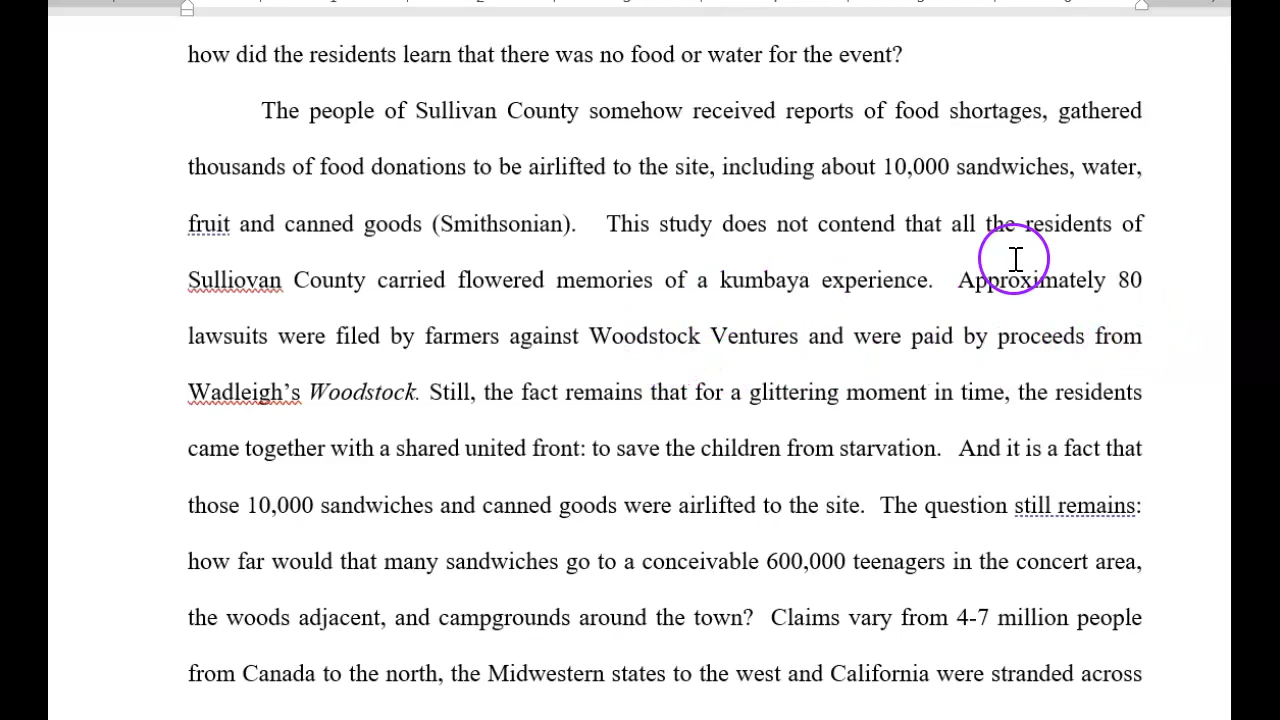 how did the residents learn that there was no food or water for the event?
The people of Sullivan County somehow received reports of food shortages, gathered
thousands of food donations to be airlifted to the site, including about 10,000 sandwiches, water,
fruit and canned goods (Smithsonian).   This study does not contend that all the residents of
Sulliovan County carried flowered memories of a kumbaya experience.  Approximately 80
lawsuits were filed by farmers against Woodstock Ventures and were paid by proceeds from
Wadleigh’s Woodstock. Still, the fact remains that for a glittering moment in time, the residents
came together with a shared united front: to save the children from starvation.   And it is a fact that
those 10,000 sandwiches and canned goods were airlifted to the site.  The question still remains:
how far would that many sandwiches go to a conceivable 600,000 teenagers in the concert area,
the woods adjacent, and campgrounds around the town?  Claims vary from 4-7 million people
from Canada to the north, the Midwestern states to the west and California were stranded across